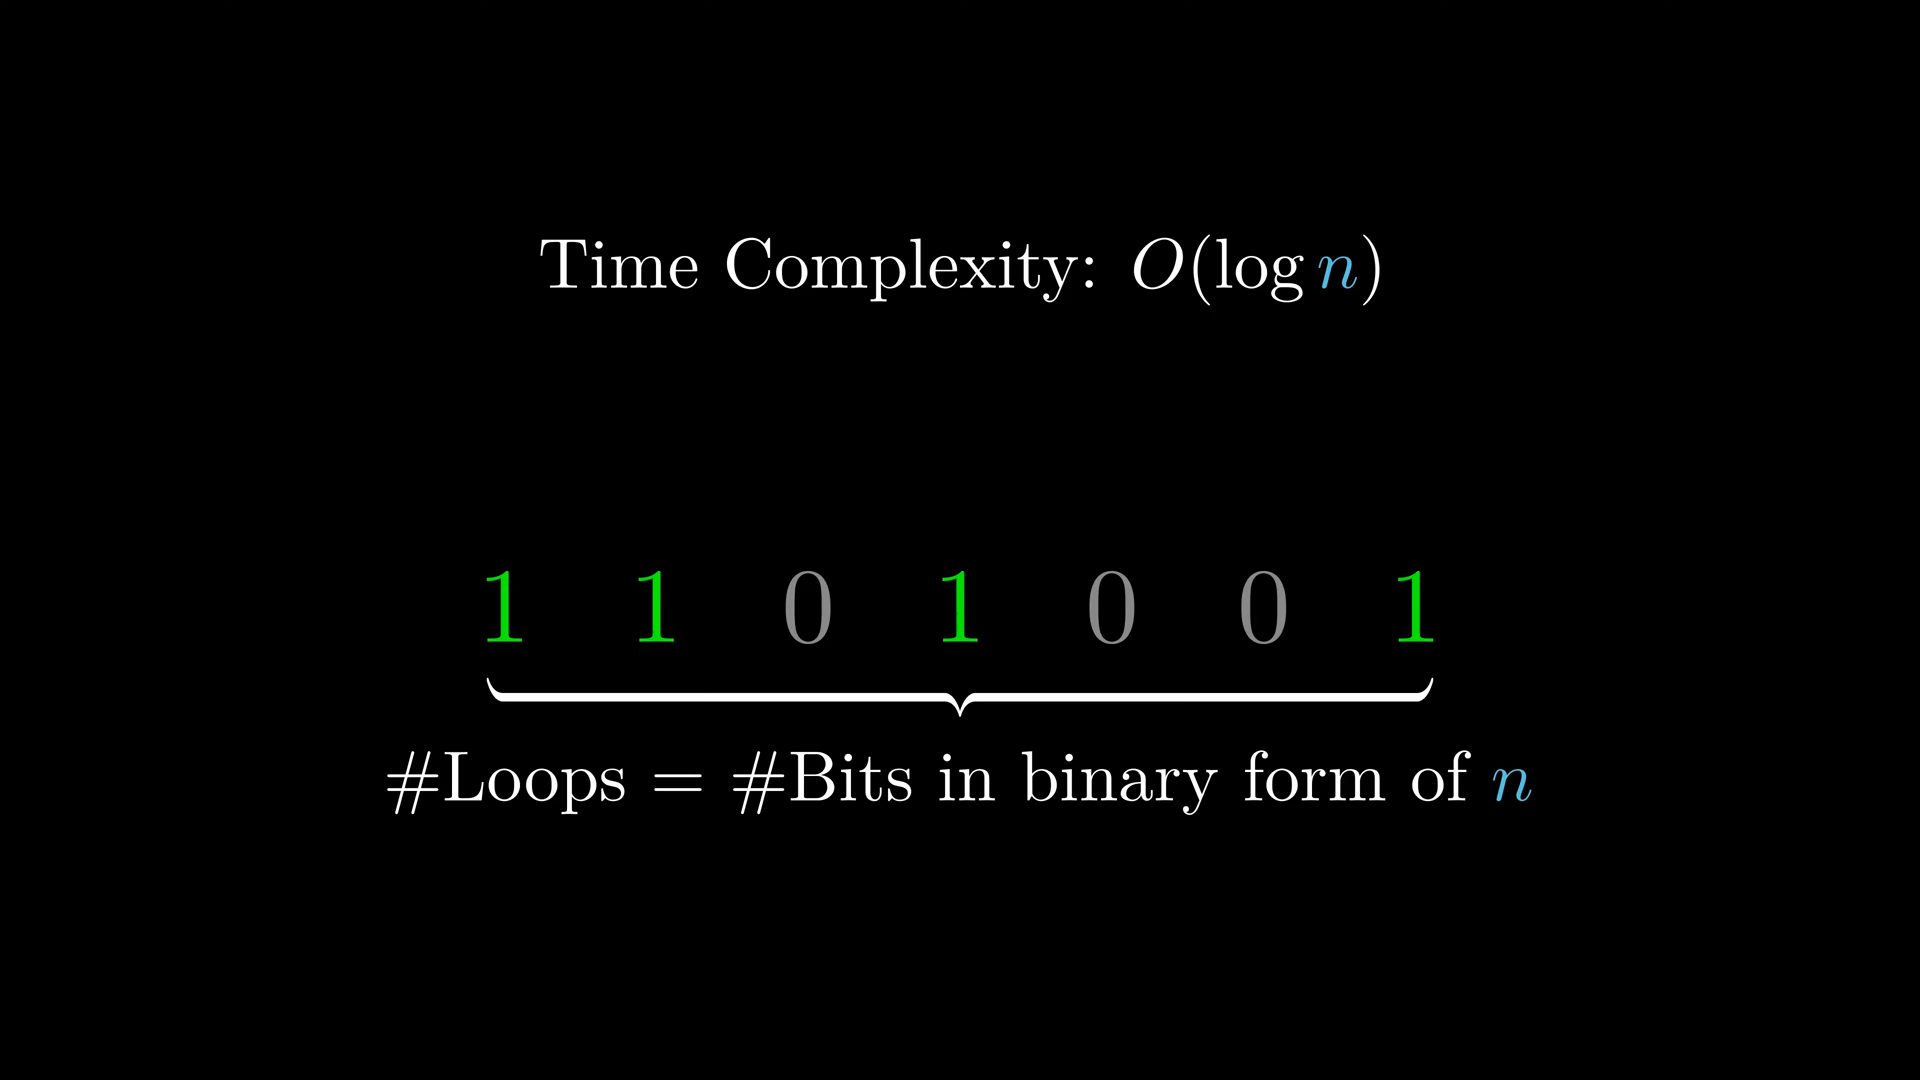 Time Complexity: O(log n)
1 1 0 1 0 0 1
#Loops = #Bits in binary form of n